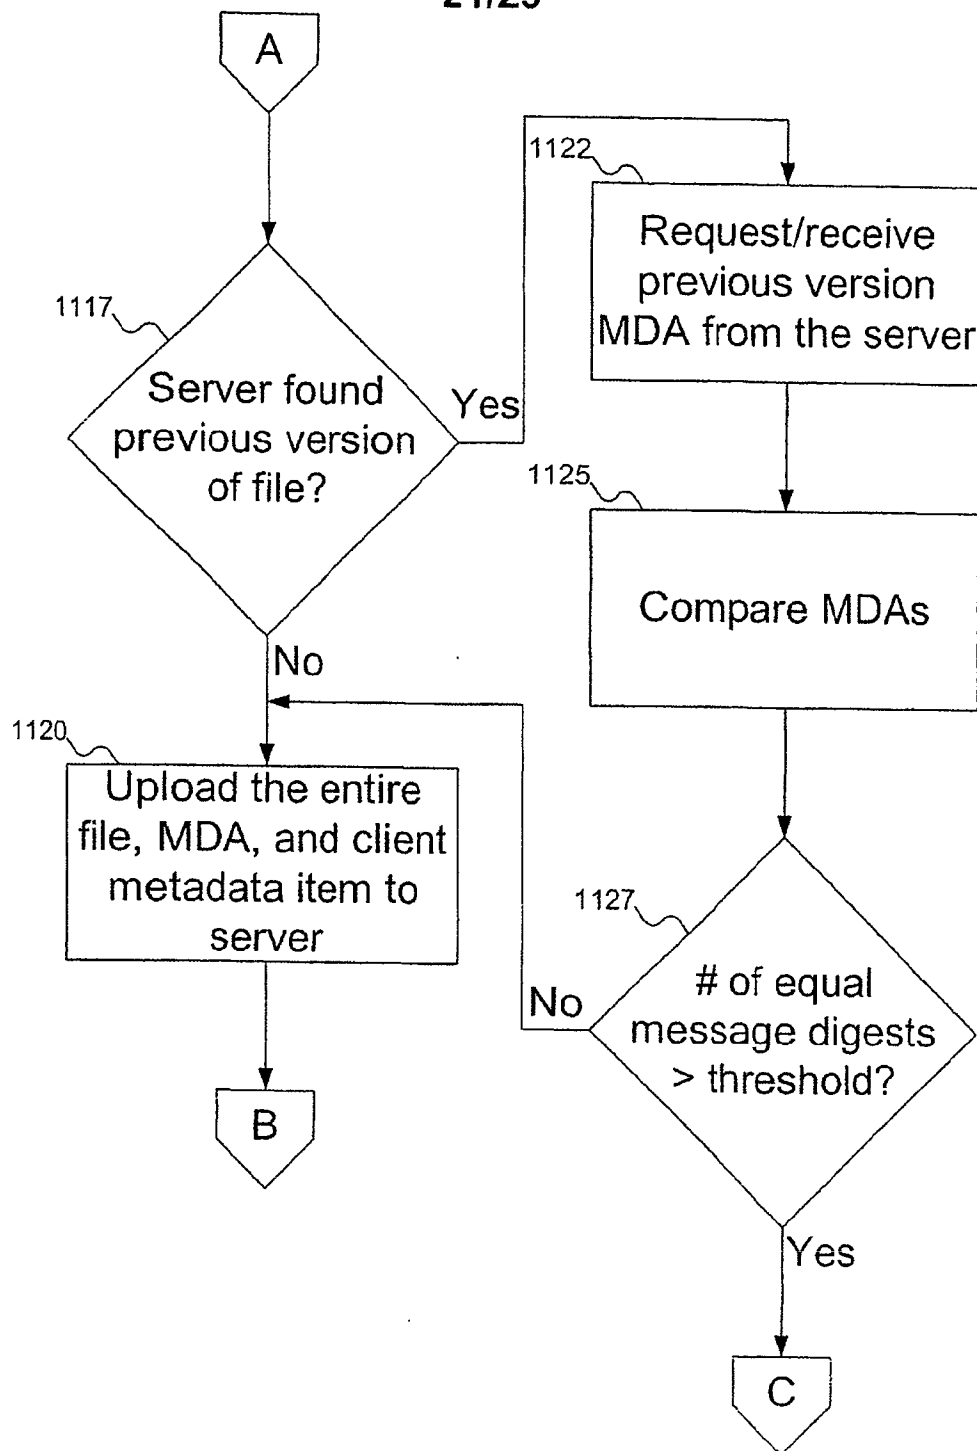 A
1117
Server found
previous version
of file?
Yes
No
1120
Upload the entire
file, MDA, and client
metadata item to
server
B
1122
Request/receive
previous version
MDA from the server
1125
Compare MDAs
1127
# of equal
message digests
> threshold?
No
Yes
C